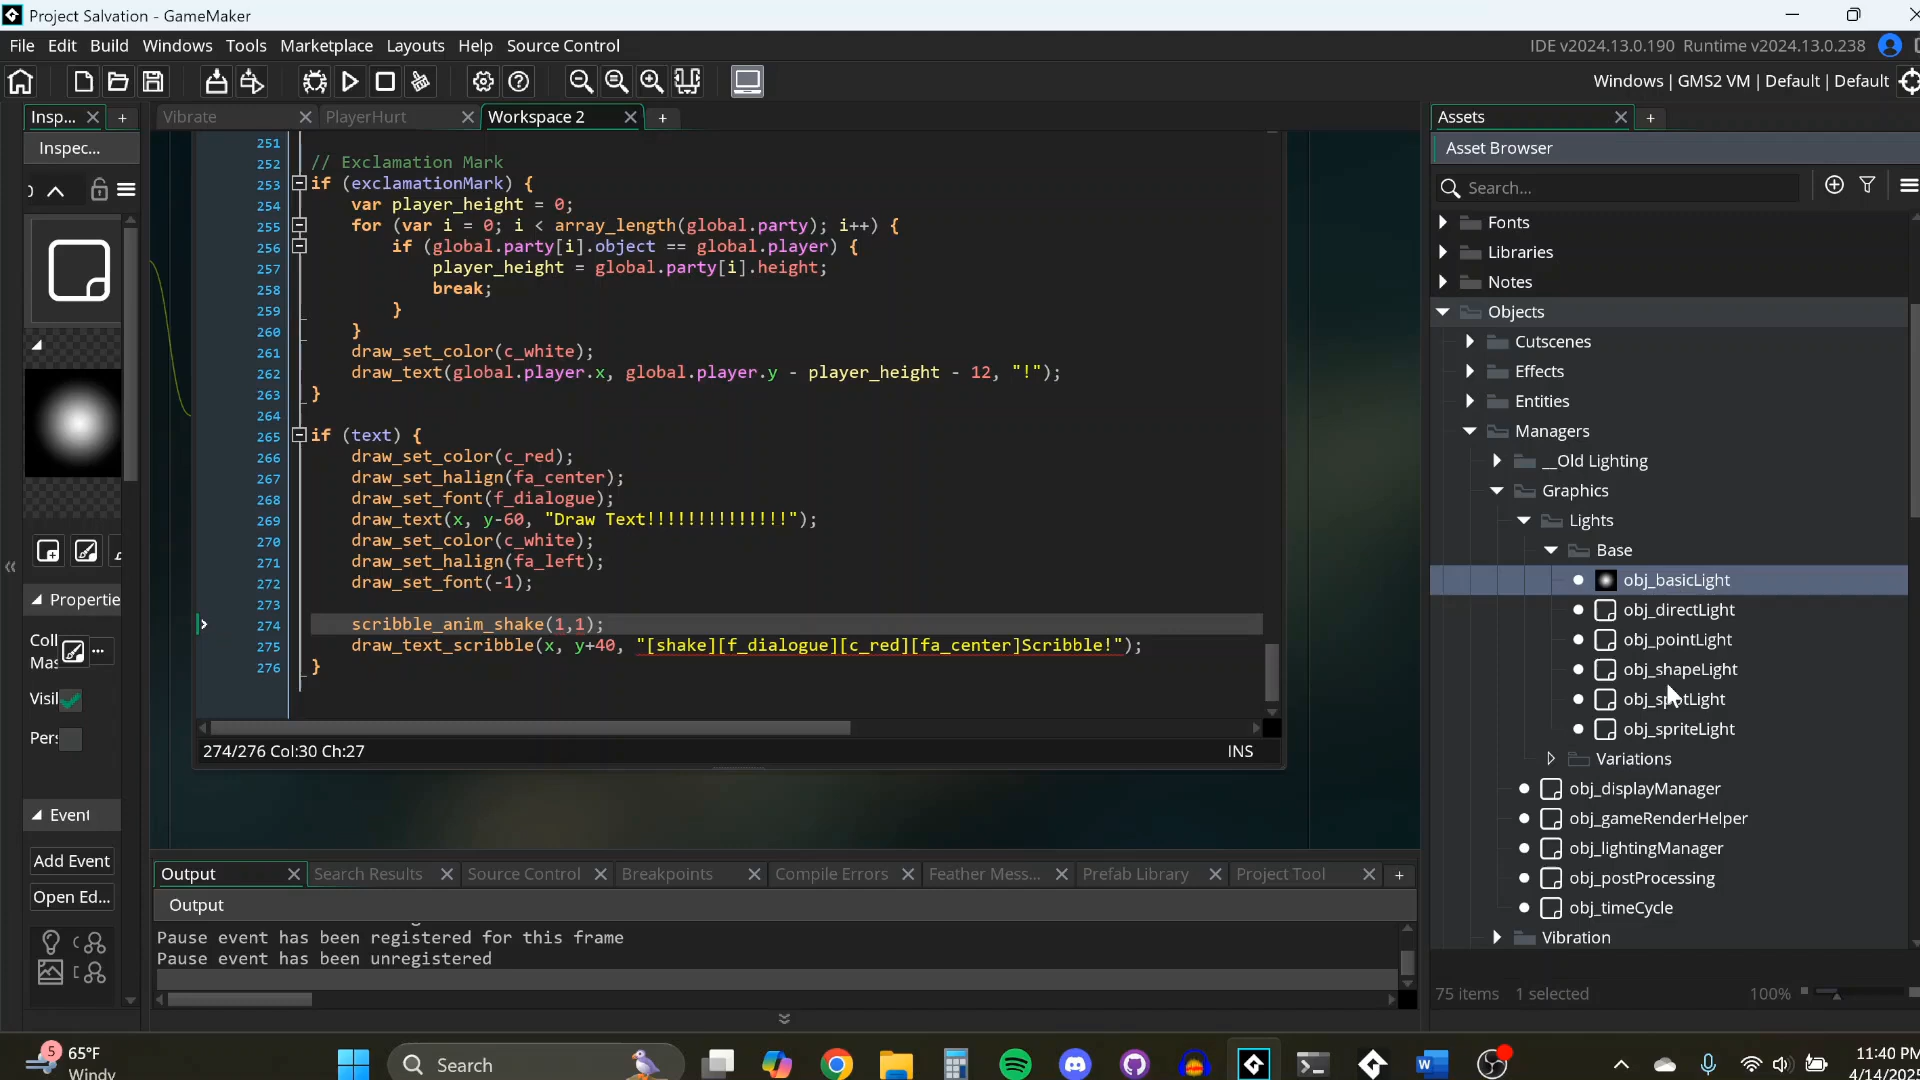 Project Salvation - GameMaker
File Edit Build Windows Tools Marketplace Layouts Help Source Control
IDE v2024.13.0.190 Runtime v2024.13.0.238
Windows | GMS2 VM | Default | Default
Insp...
Vibrate
PlayerHurt
Workspace 2
Assets
Inspec...
Asset Browser
Search...
251
252 // Exclamation Mark
253 if (exclamationMark) {
254 var player_height = 0;
255 for (var i = 0; i < array_length(global.party); i++) {
256 if (global.party[i].object == global.player) {
257 player_height = global.party[i].height;
258 break;
259 }
260 }
261 draw_set_color(c_white);
262 draw_text(global.player.x, global.player.y - player_height - 12, "!");
263 }
264
265 if (text) {
266 draw_set_color(c_red);
267 draw_set_halign(fa_center);
268 draw_set_font(f_dialogue);
269 draw_text(x, y-60, "Draw Text!!!!!!!!!!!!!!");
270 draw_set_color(c_white);
271 draw_set_halign(fa_left);
272 draw_set_font(-1);
273
274 scribble_anim_shake(1,1);
275 draw_text_scribble(x, y+40, "[shake][f_dialogue][c_red][fa_center]Scribble!");
276 }
274/276 Col:30 Ch:27
INS
Propertie
Coll
Mas
Visil
Per:
Event
Add Event
Open Ed...
Fonts
Libraries
Notes
Objects
Cutscenes
Effects
Entities
Managers
__Old Lighting
Graphics
Lights
Base
obj_basicLight
obj_directLight
obj_pointLight
obj_shapeLight
obj_spotLight
obj_spriteLight
Variations
obj_displayManager
obj_gameRenderHelper
obj_lightingManager
obj_postProcessing
obj_timeCycle
Vibration
75 items 1 selected
100%
Output Search Results Source Control Breakpoints Compile Errors Feather Mess... Prefab Library Project Tool
Output
Pause event has been registered for this frame
Pause event has been unregistered
5
65°F
Windy
Search
11:40 PM
4/14/2025